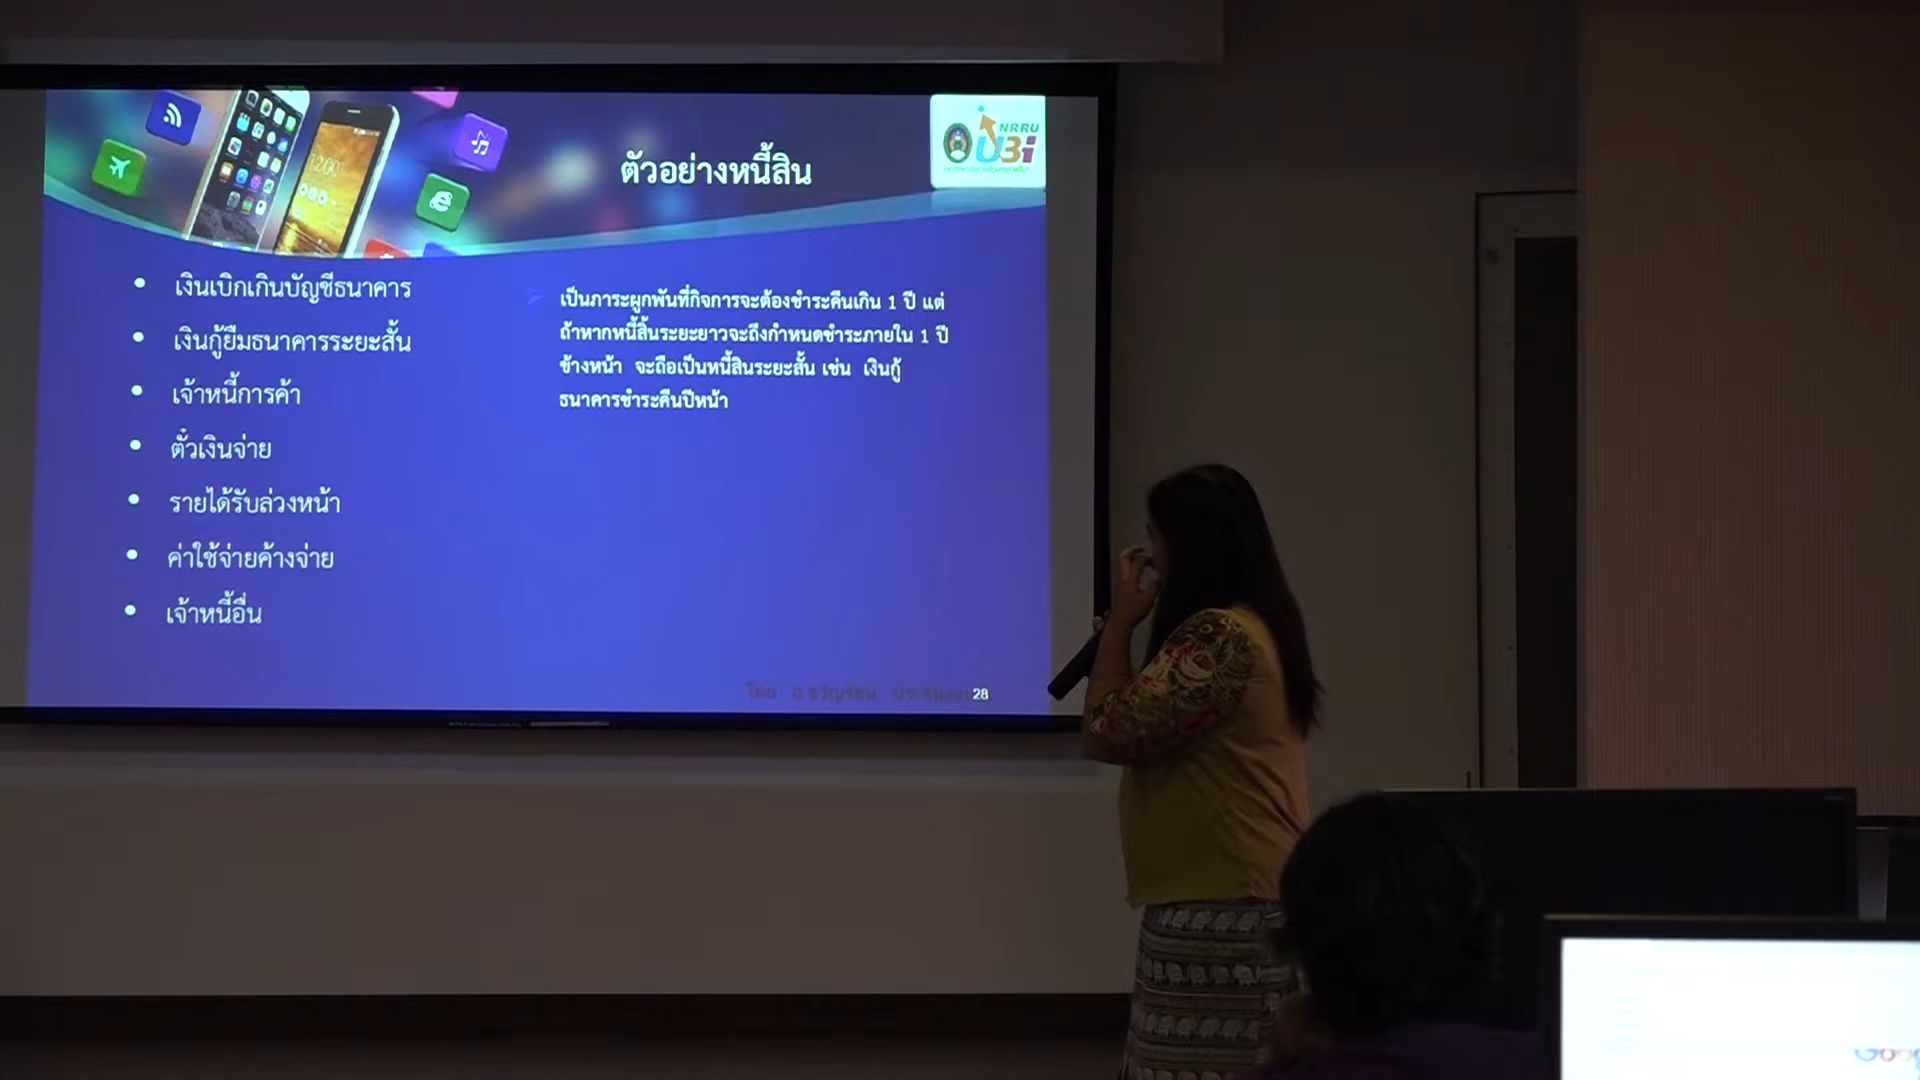 NRRU
UBi
ตัวอย่างหนี้สิน
12:00
• เงินเบิกเกินบัญชีธนาคาร
• เงินกู้ยืมธนาคารระยะสั้น
• เจ้าหนี้การค้า
• ตั๋วเงินจ่าย
• รายได้รับล่วงหน้า
• ค่าใช้จ่ายค้างจ่าย
• เจ้าหนี้อื่น
เป็นภาระผูกพันที่กิจการจะต้องชำระคืนเกิน 1 ปี แต่
ถ้าหากหนี้สิ้นระยะยาวจะถึงกำหนดชำระภายใน 1 ปี
ข้างหน้า จะถือเป็นหนี้สินระยะสั้น เช่น เงินกู้
ธนาคารชำระคืนปีหน้า
โดย
28